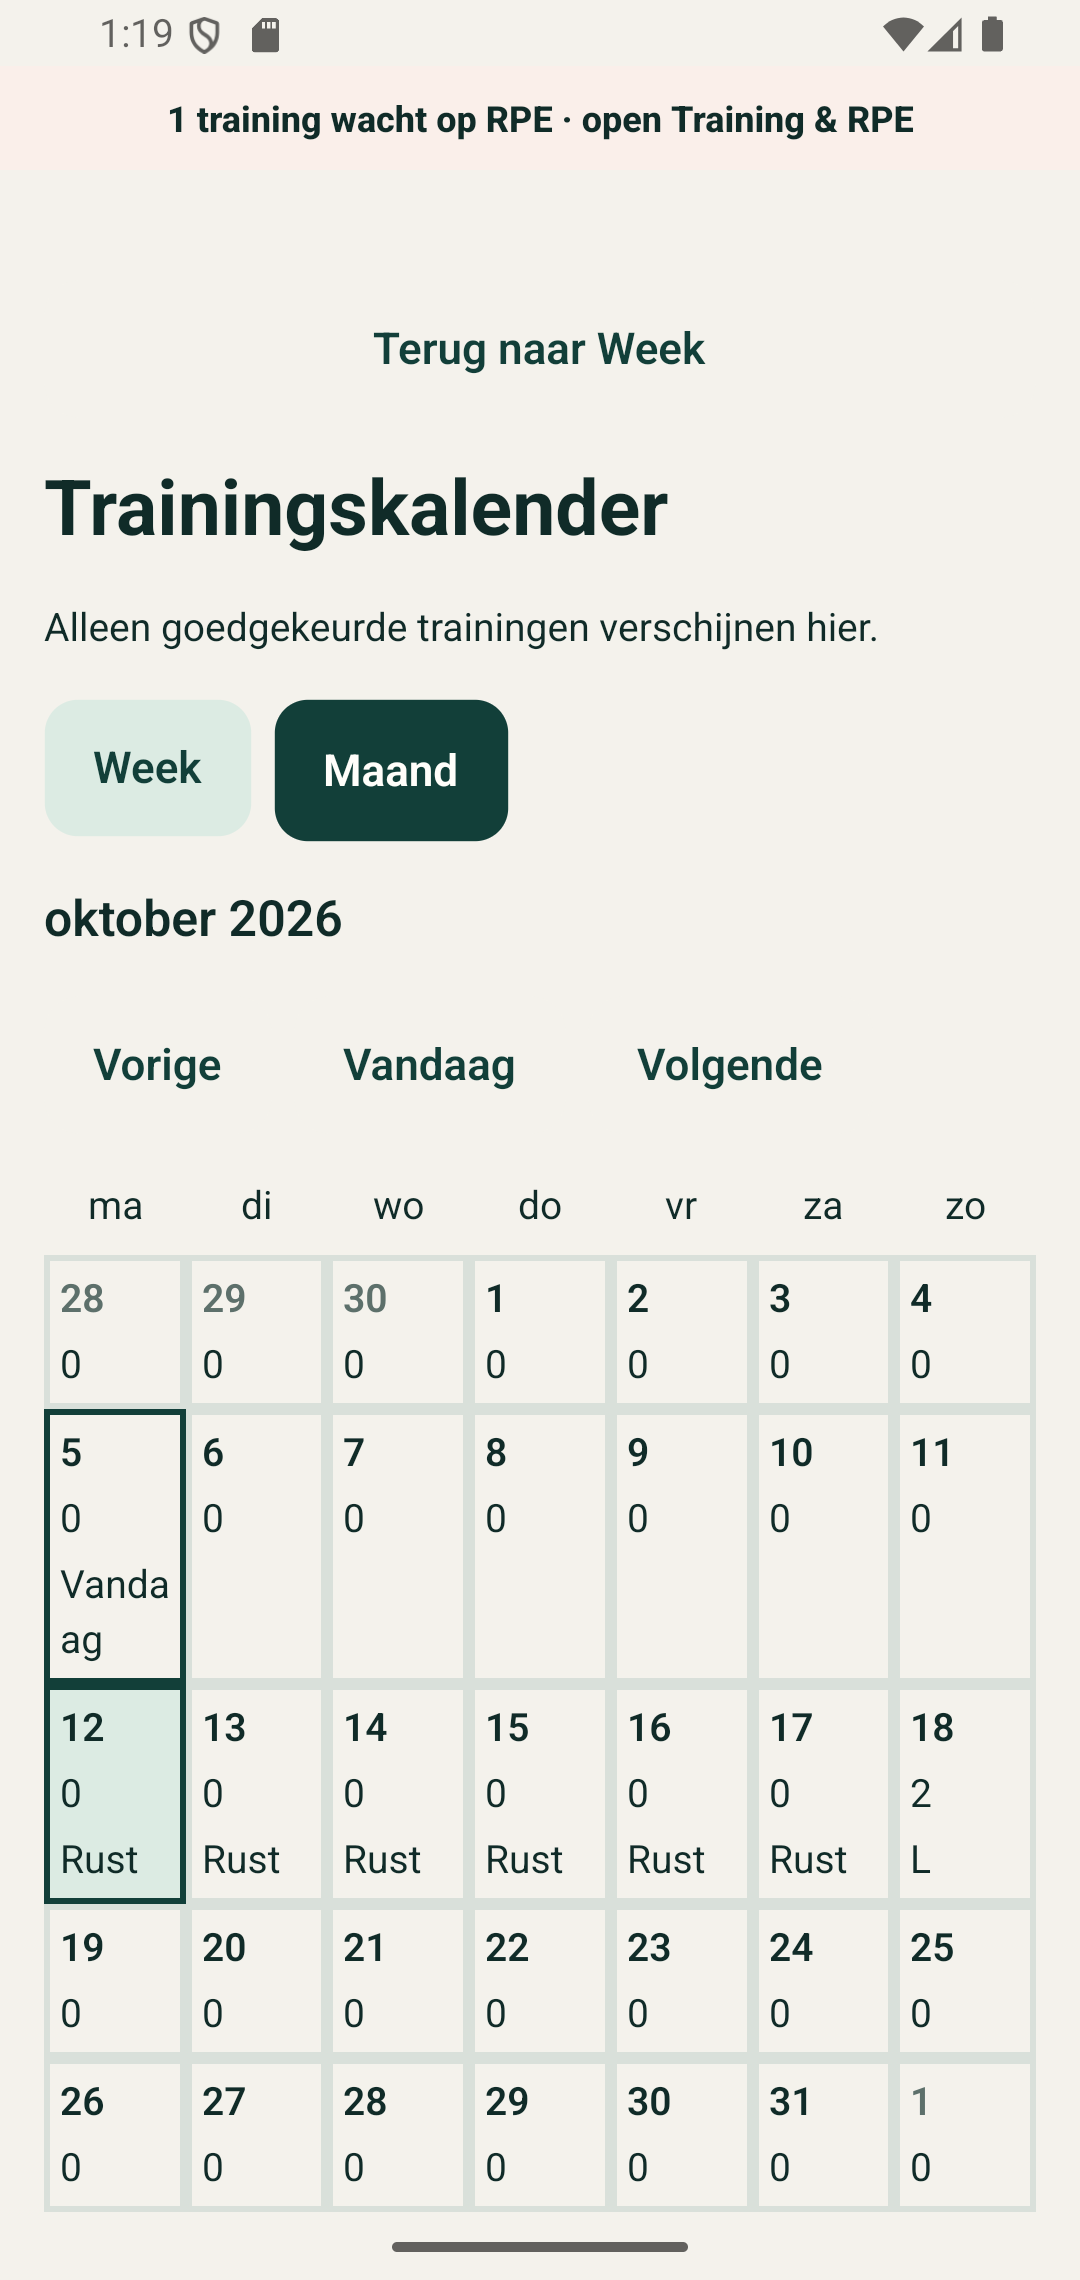 1:19
1 training wacht op RPE · open Training & RPE
Terug naar Week
Trainingskalender
Alleen goedgekeurde trainingen verschijnen hier.
Week Maand
oktober 2026
Vorige Vandaag Volgende
ma di wo do vr za zo
28 29 30 1 2 3 4
0 0 0 0 0 0 0
5 6 7 8 9 10 11
0 0 0 0 0 0 0
Vanda
ag
12 13 14 15 16 17 18
0 0 0 0 0 0 2
Rust Rust Rust Rust Rust Rust L
19 20 21 22 23 24 25
0 0 0 0 0 0 0
26 27 28 29 30 31 1
0 0 0 0 0 0 0